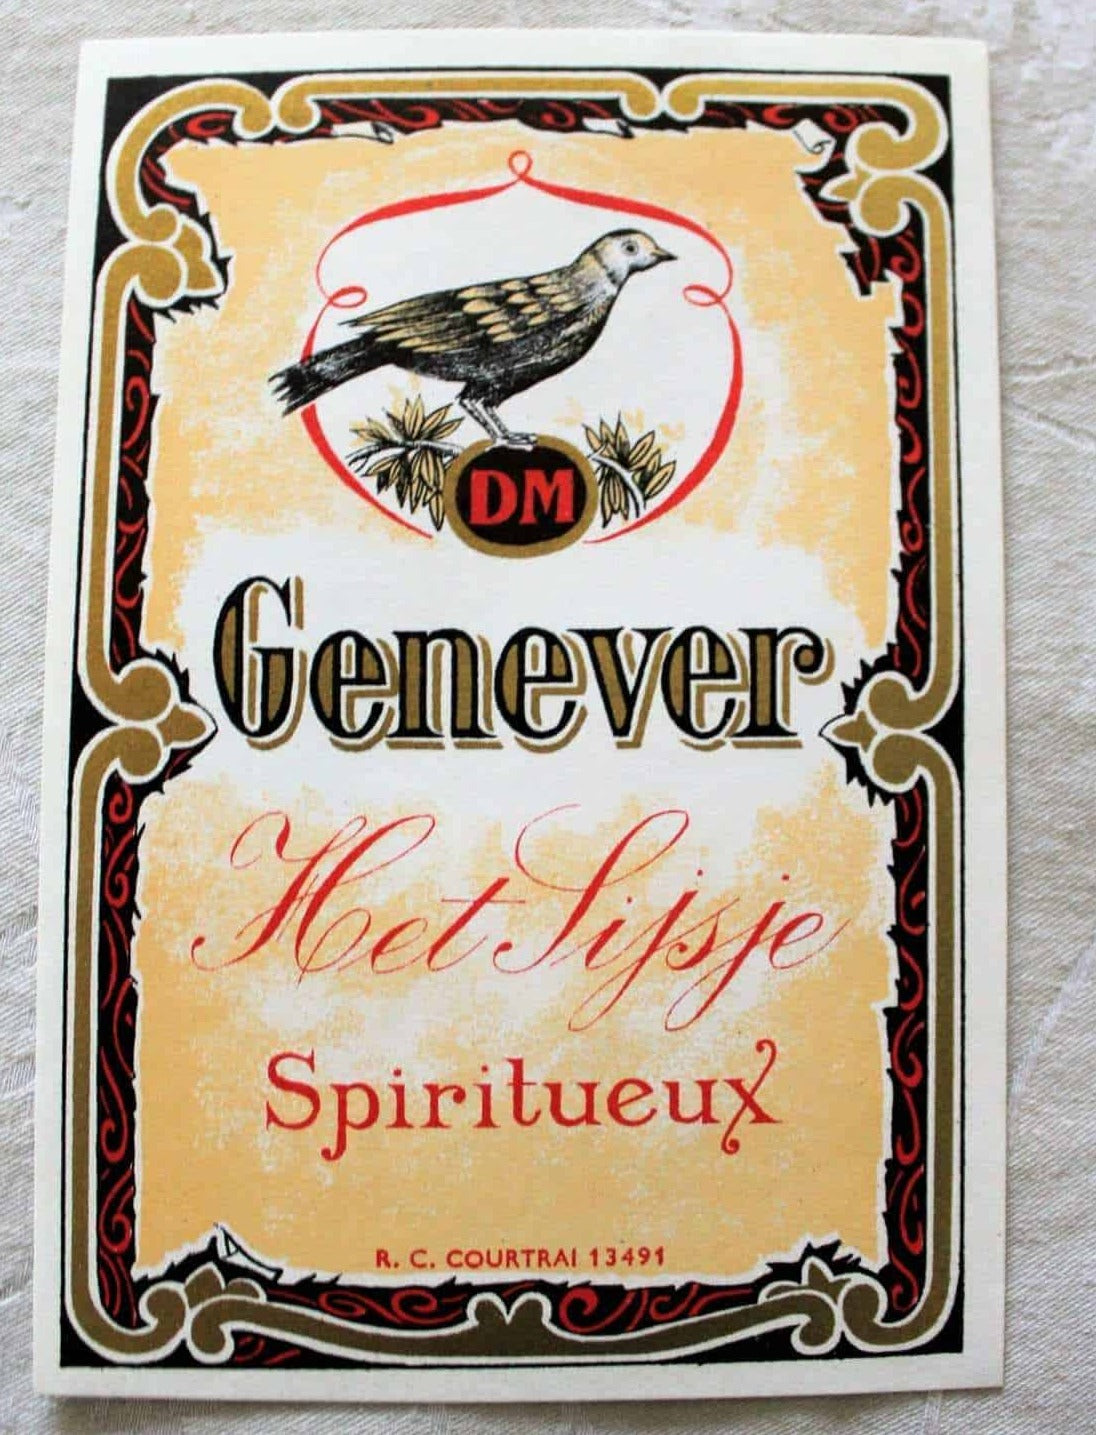 DM
Genever
Het Sijsje
Spiritueux
R. C. COURTRAI 13491